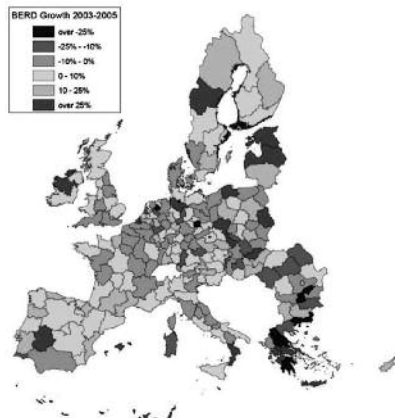 BERD Growth 2003-2005
over -25%
-25% - -10%
-10% - 0%
0 - 10%
10 - 25%
over 25%